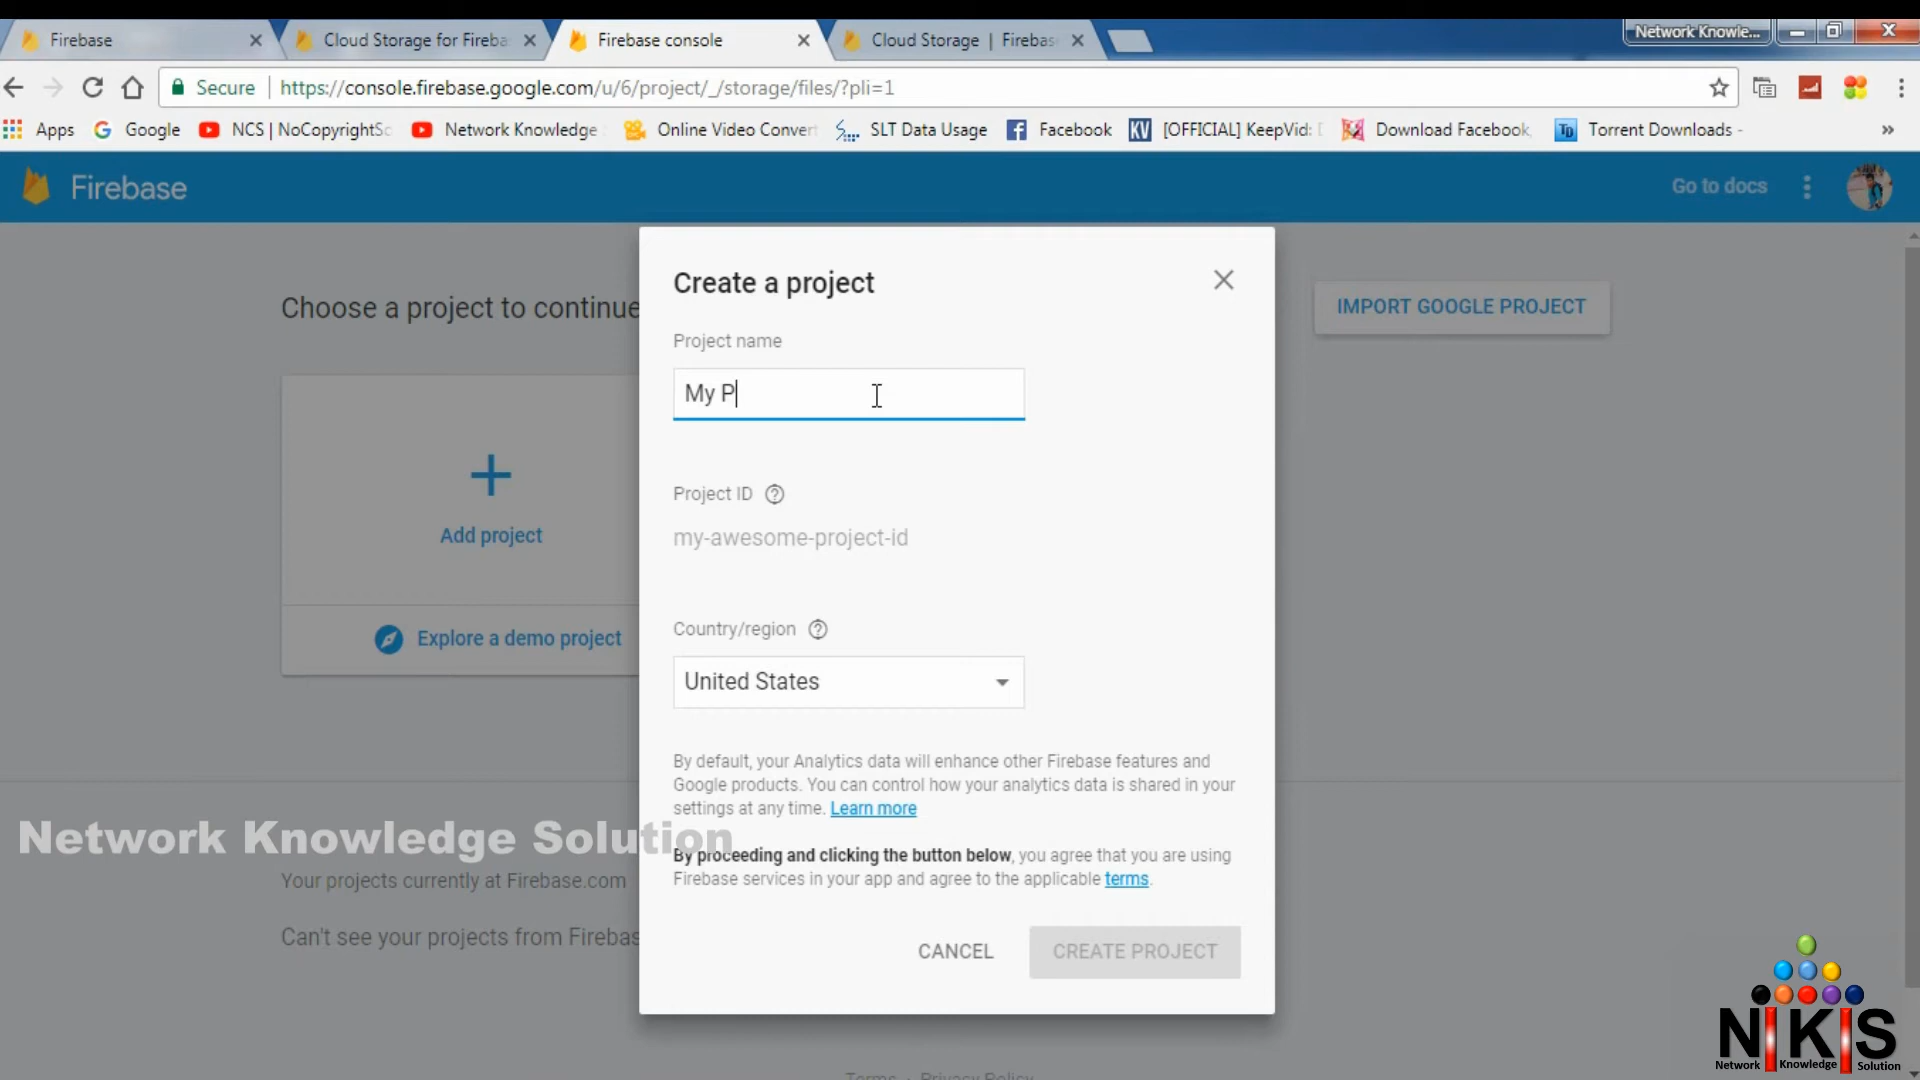 Firebase
Cloud Storage for Fireba
Firebase console
Cloud Storage | Firebas
Network Knowle...
Secure
https://console.firebase.google.com/u/6/project/_/storage/files/?pli=1
Apps
Google
NCS | NoCopyrightSc
Network Knowledge
Online Video Convert
SLT Data Usage
Facebook
KV [OFFICIAL] KeepVid: D
Download Facebook
TD Torrent Downloads -
»
Firebase
Go to docs
Choose a project to continue
IMPORT GOOGLE PROJECT
Add project
Explore a demo project
Create a project
Project name
My P
Project ID
my-awesome-project-id
Country/region
United States
By default, your Analytics data will enhance other Firebase features and
Google products. You can control how your analytics data is shared in your
settings at any time. Learn more
By proceeding and clicking the button below, you agree that you are using
Firebase services in your app and agree to the applicable terms.
CANCEL
CREATE PROJECT
Network Knowledge Solution
Your projects currently at Firebase.com
Can't see your projects from Firebas
Terms · Privacy Policy
NKS
Network Knowledge Solution